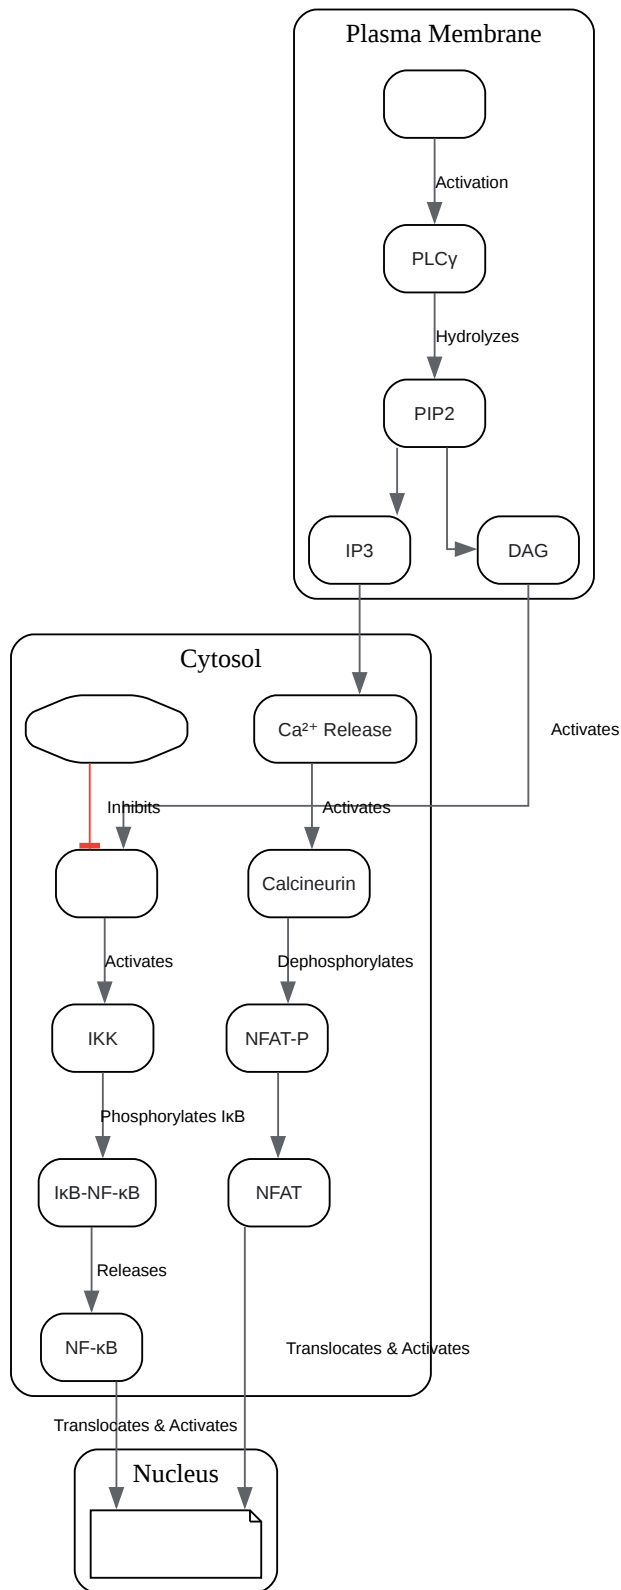 Plasma Membrane
Activation
PLCγ
Hydrolyzes
PIP2
IP3
DAG
Cytosol
Ca²⁺ Release
Activates
Inhibits
Activates
Calcineurin
Activates
Dephosphorylates
IKK
NFAT-P
Phosphorylates IκB
IκB-NF-κB
NFAT
Releases
NF-κB
Translocates & Activates
Translocates & Activates
Nucleus